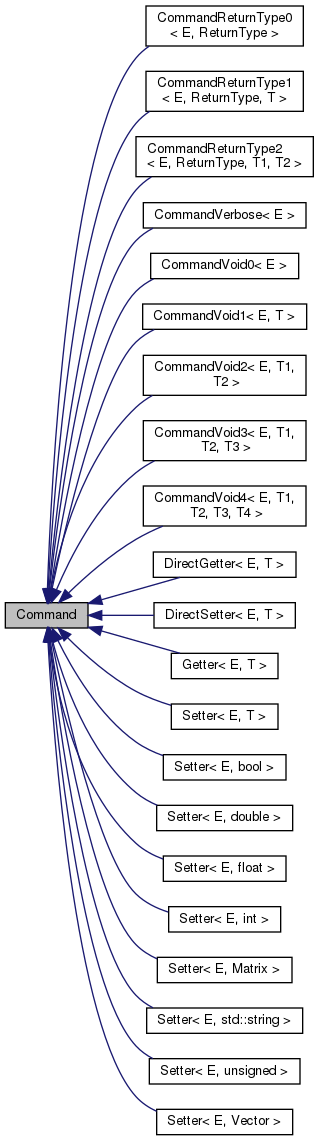 CommandReturnType0
< E, ReturnType >
CommandReturnType1
< E, ReturnType, T >
CommandReturnType2
< E, ReturnType, T1, T2 >
CommandVerbose< E >
CommandVoid0< E >
CommandVoid1< E, T >
CommandVoid2< E, T1,
T2 >
CommandVoid3< E, T1,
T2, T3 >
CommandVoid4< E, T1,
T2, T3, T4 >
DirectGetter< E, T >
Command
DirectSetter< E, T >
Getter< E, T >
Setter< E, T >
Setter< E, bool >
Setter< E, double >
Setter< E, float >
Setter< E, int >
Setter< E, Matrix >
Setter< E, std::string >
Setter< E, unsigned >
Setter< E, Vector >